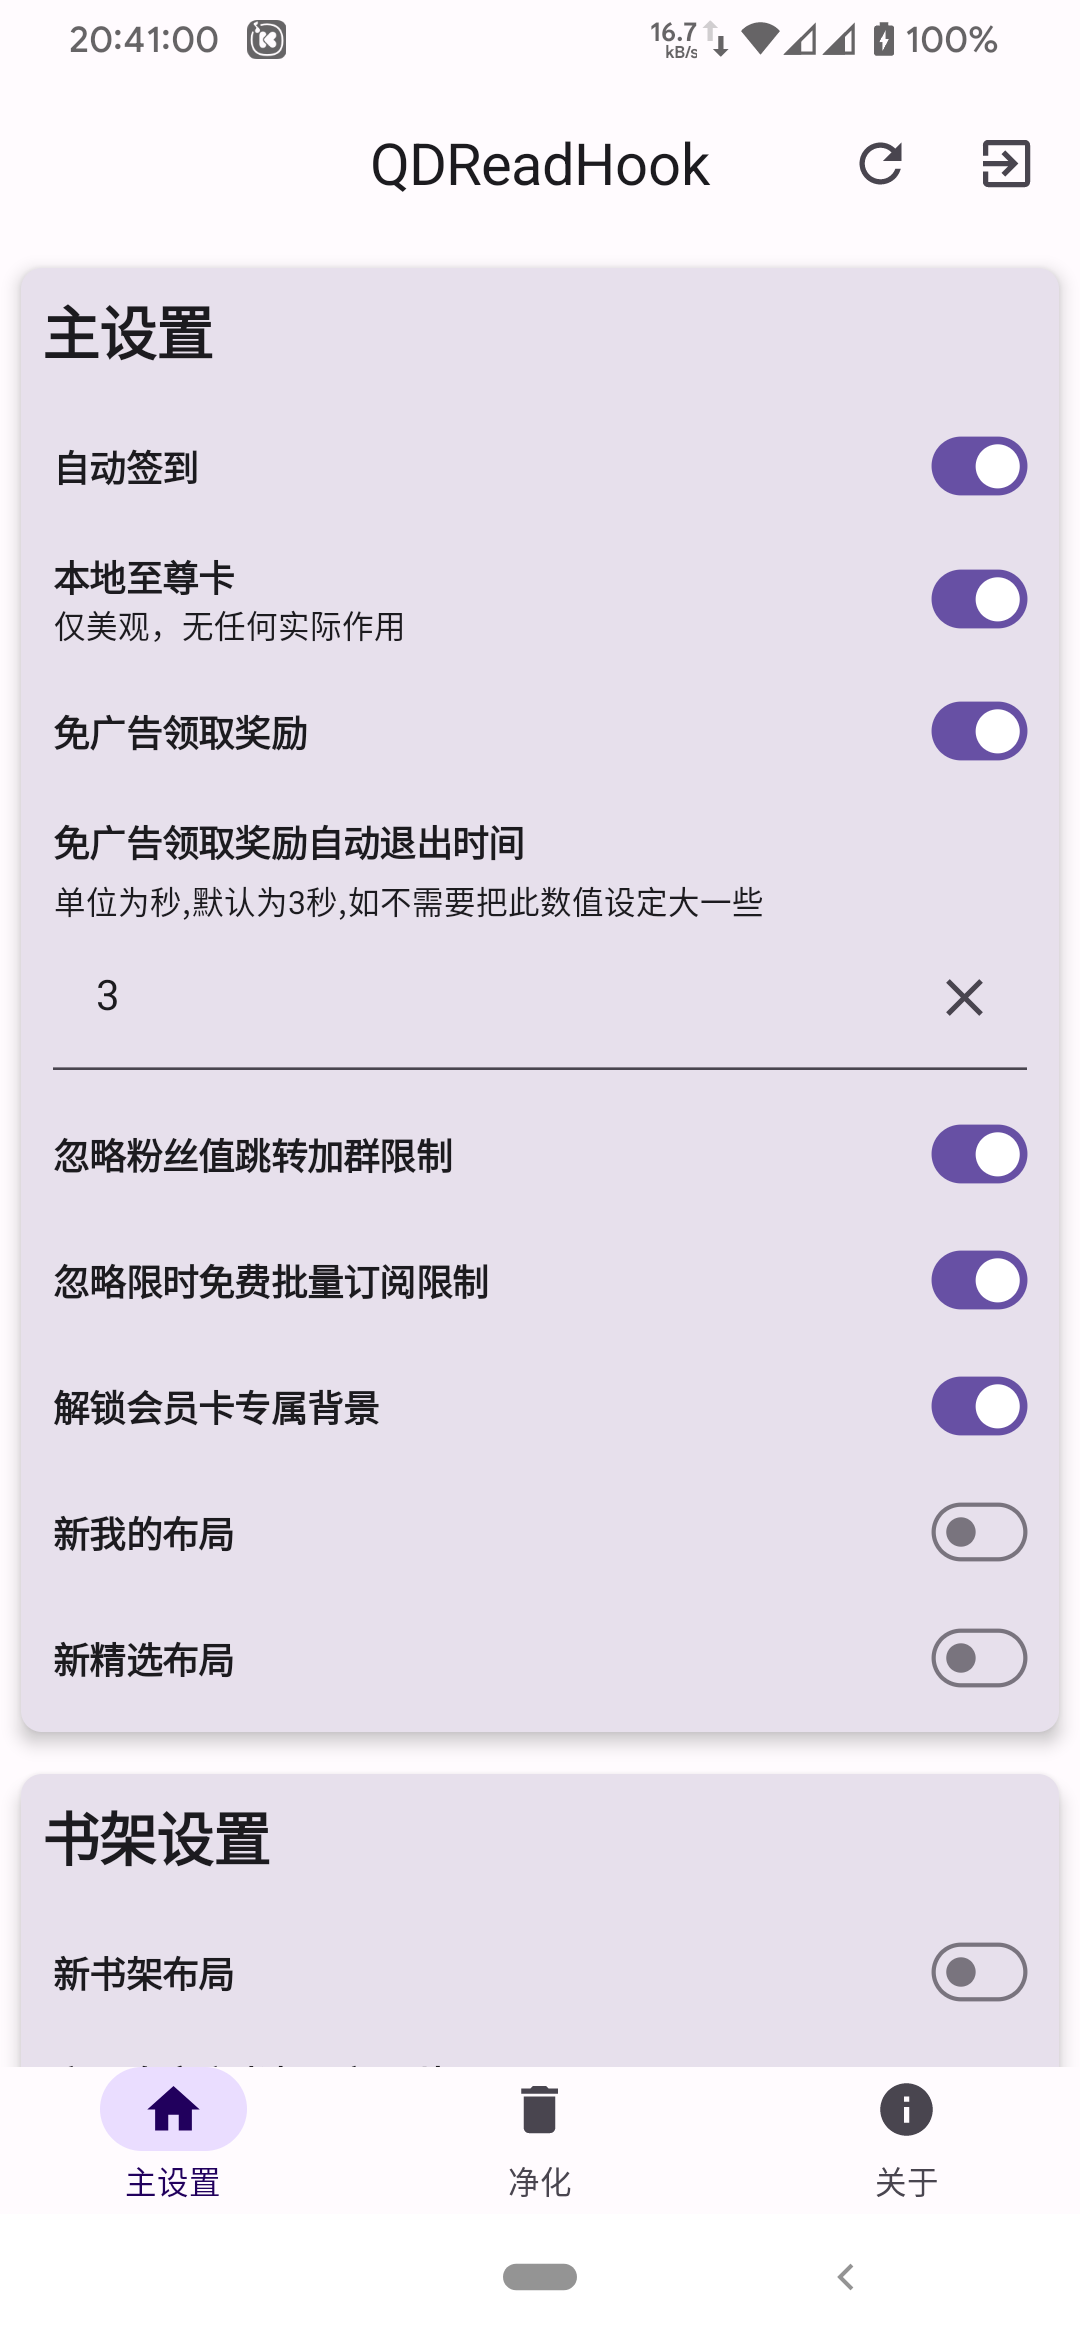 20:41:00
16.7 kB/s
100%
QDReadHook
主设置
自动签到
本地至尊卡
仅美观，无任何实际作用
免广告领取奖励
免广告领取奖励自动退出时间
单位为秒,默认为3秒,如不需要把此数值设定大一些
3
忽略粉丝值跳转加群限制
忽略限时免费批量订阅限制
解锁会员卡专属背景
新我的布局
新精选布局
书架设置
新书架布局
主设置
净化
关于